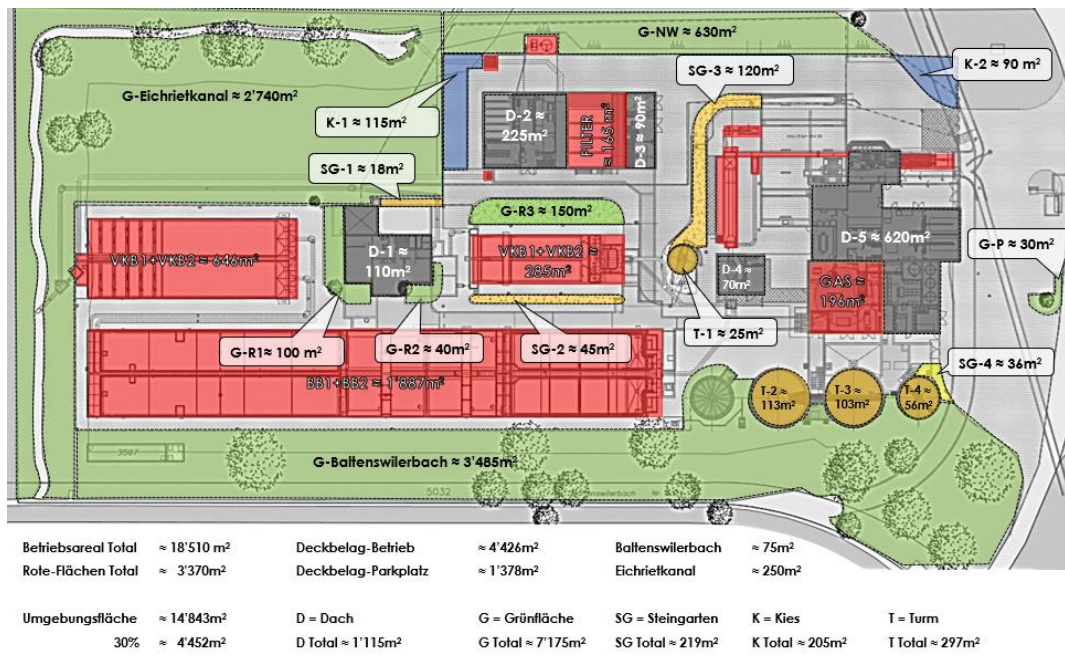 Eichrietkanal
G-NW ≈ 630m²
SG-3 ≈ 120m²
K-2 ≈ 90 m²
G-Eichrietkanal ≈ 2'740m²
K-1 ≈ 115m²
D-2 ≈
225m²
FILTER
≈ 165 m²
D-3 ≈ 90m²
SG-1 ≈ 18m²
G-R3 ≈ 150m²
VKB1+VKB2 ≈ 646m²
D-1 ≈
110m²
VKB1+VKB2 ≈
285m²
D-4 ≈
70m²
D-5 ≈ 620m²
G-P ≈ 30m²
GAS ≈
196m²
T-1 ≈ 25m²
G-R1≈ 100 m²
G-R2 ≈ 40m²
SG-2 ≈ 45m²
SG-4 ≈ 36m²
BB1+BB2 ≈ 1'887m²
T-2 ≈
113m²
T-3 ≈
103m²
T-4 ≈
56m²
3587
G-Baltenswilerbach ≈ 3'485m²
5032
Betriebsareal Total ≈ 18'510 m² Deckbelag-Betrieb ≈ 4'426m² Baltenswilerbach ≈ 75m²
Rote-Flächen Total ≈ 3'370m² Deckbelag-Parkplatz ≈ 1'378m² Eichrietkanal ≈ 250m²
Umgebungsfläche ≈ 14'843m² D = Dach G = Grünfläche SG = Steingarten K = Kies T = Turm
30% ≈ 4'452m² D Total ≈ 1'115m² G Total ≈ 7'175m² SG Total ≈ 219m² K Total ≈ 205m² T Total ≈ 297m²